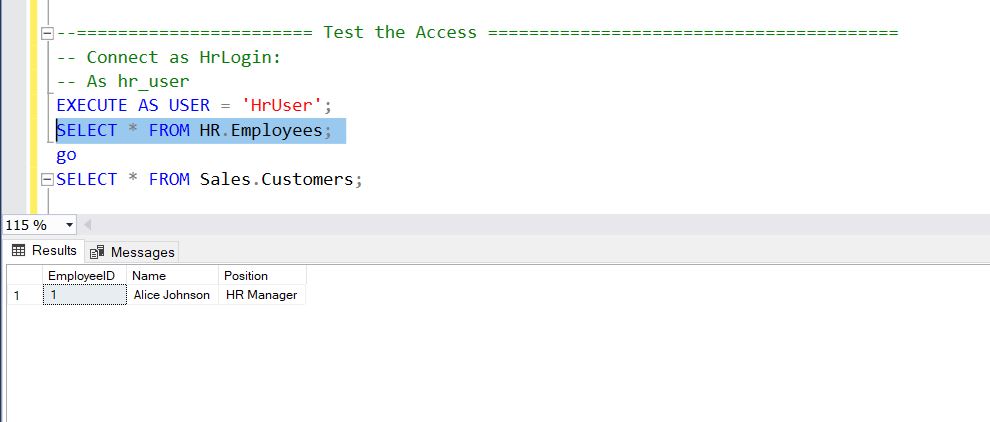 --======================= Test the Access ========================================
-- Connect as HrLogin:
-- As hr_user
EXECUTE AS USER = 'HrUser';
SELECT * FROM HR.Employees;
go
SELECT * FROM Sales.Customers;
115 %
Results Messages
EmployeeID Name Position
1 1 Alice Johnson HR Manager